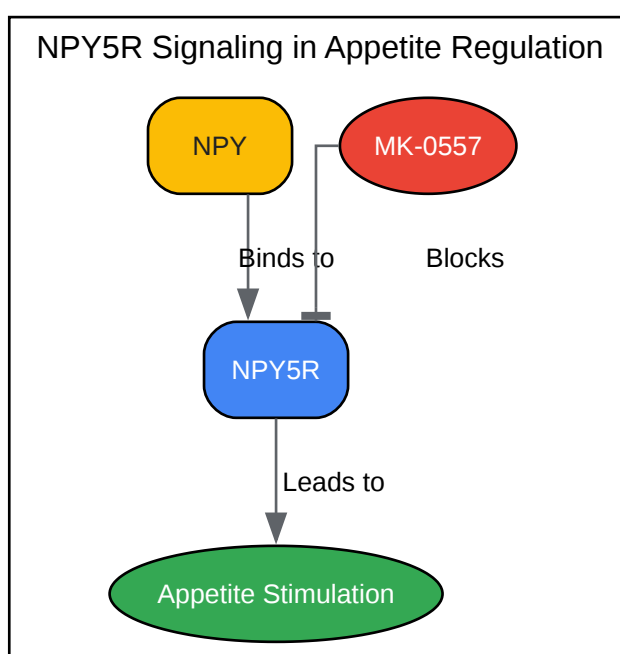 NPY5R Signaling in Appetite Regulation
NPY
MK-0557
Binds to
Blocks
NPY5R
Leads to
Appetite Stimulation